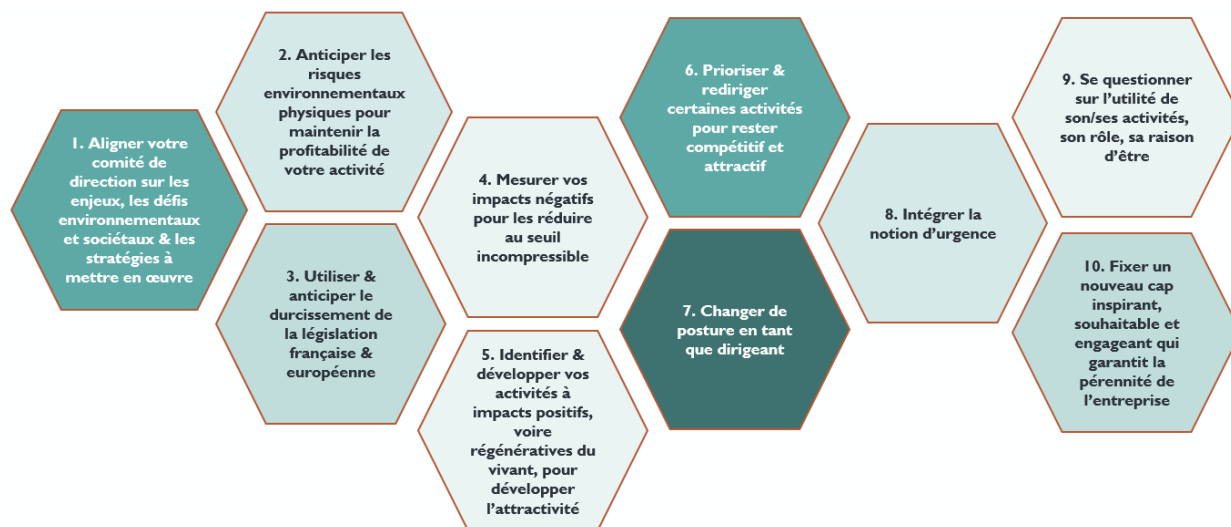 1. Aligner votre
comité de
direction sur les
enjeux, les défis
environnementaux
et sociétaux & les
stratégies à
mettre en œuvre
2. Anticiper les
risques
environnementaux
physiques pour
maintenir la
profitabilité de
votre activité
3. Utiliser &
anticiper le
durcissement de
la législation
française &
européenne
4. Mesurer vos
impacts négatifs
pour les réduire
au seuil
incompressible
5. Identifier &
développer vos
activités à
impacts positifs,
voire
régénératives du
vivant, pour
développer
l’attractivité
6. Prioriser &
rediriger
certaines activités
pour rester
compétitif et
attractif
7. Changer de
posture en tant
que dirigeant
8. Intégrer la
notion d’urgence
9. Se questionner
sur l’utilité de
son/ses activités,
son rôle, sa raison
d’être
10. Fixer un
nouveau cap
inspirant,
souhaitable et
engageant qui
garantit la
pérennité de
l’entreprise